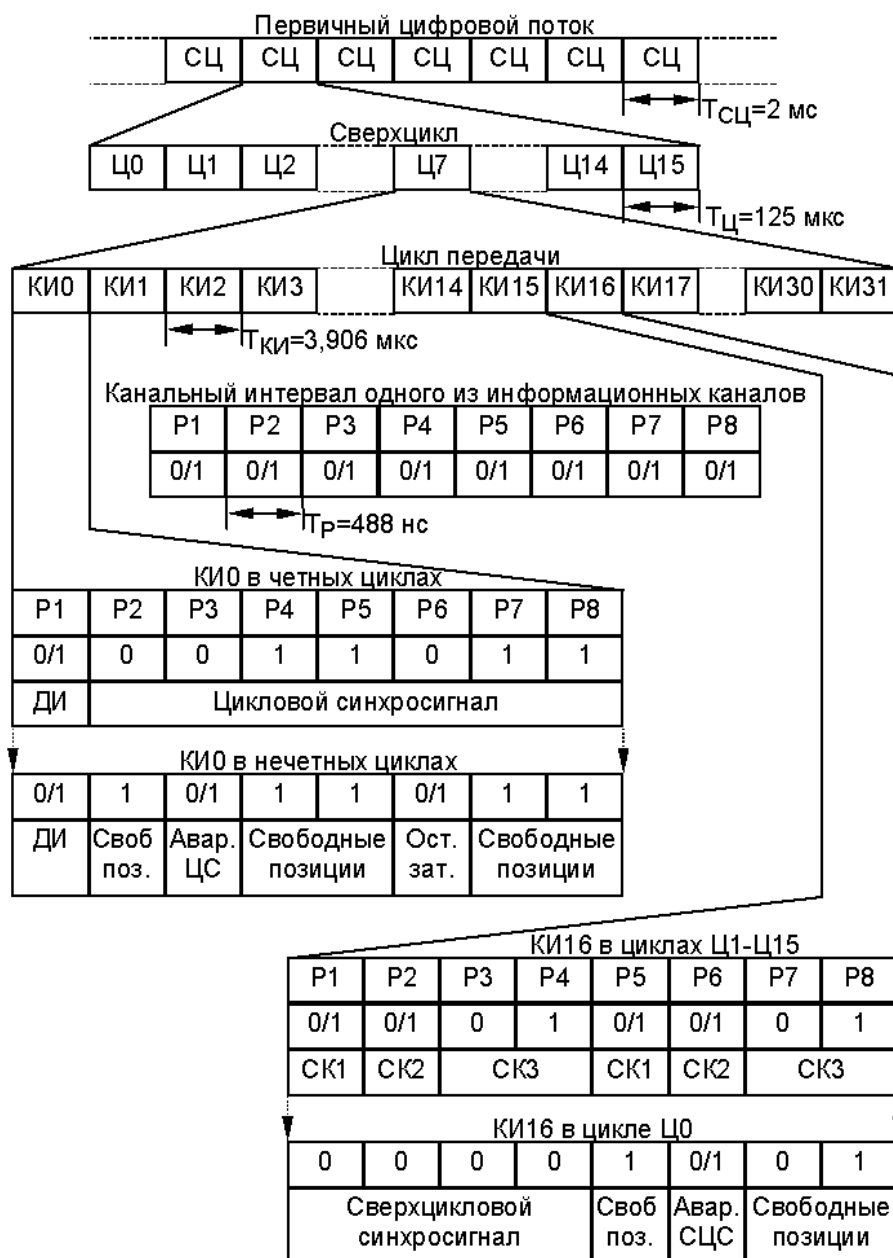 Первичный цифровой поток
СЦ СЦ СЦ СЦ СЦ СЦ СЦ
TСЦ=2 мс
Сверхцикл
Ц0 Ц1 Ц2 Ц7 Ц14 Ц15
TЦ=125 мкс
Цикл передачи
КИ0 КИ1 КИ2 КИ3 КИ14 КИ15 КИ16 КИ17 КИ30 КИ31
TКИ=3,906 мкс
Канальный интервал одного из информационных каналов
Р1 Р2 Р3 Р4 Р5 Р6 Р7 Р8
0/1 0/1 0/1 0/1 0/1 0/1 0/1 0/1
TР=488 нс
КИ0 в четных циклах
Р1 Р2 Р3 Р4 Р5 Р6 Р7 Р8
0/1 0 0 1 1 0 1 1
ДИ Цикловой синхросигнал
КИ0 в нечетных циклах
0/1 1 0/1 1 1 0/1 1 1
ДИ Своб Авар. Свободные Ост. Свободные
поз. ЦС позиции зат. позиции
КИ16 в циклах Ц1-Ц15
Р1 Р2 Р3 Р4 Р5 Р6 Р7 Р8
0/1 0/1 0 1 0/1 0/1 0 1
СК1 СК2 СК3 СК1 СК2 СК3
КИ16 в цикле Ц0
0 0 0 0 1 0/1 0 1
Сверхцикловой Своб Авар. Свободные
синхросигнал поз. СЦС позиции